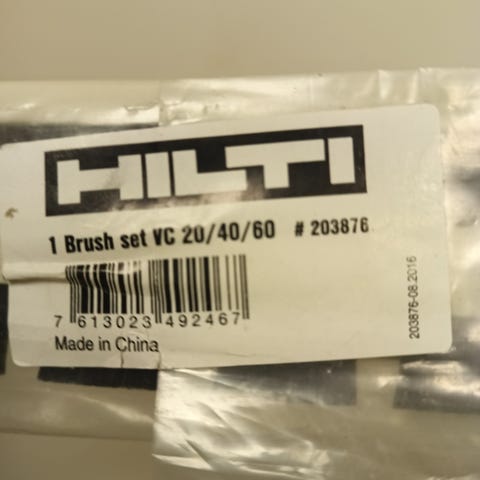 HILTI
1 Brush set VC 20/40/60 # 203876
7 613023 492467
Made in China
203876-08.2016